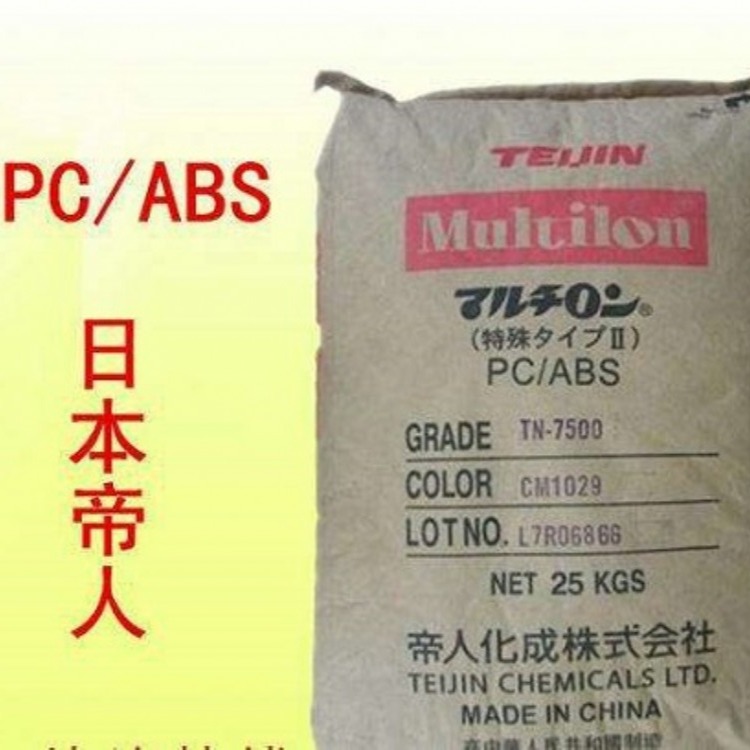 PC/ABS
日本帝人
TEIJIN
Multilon
マルチロン®
(特殊タイプⅡ)
PC/ABS
GRADE TN-7500
COLOR CM1029
LOT NO. L7R06866
NET 25 KGS
帝人化成株式会社
TEIJIN CHEMICALS LTD.
MADE IN CHINA